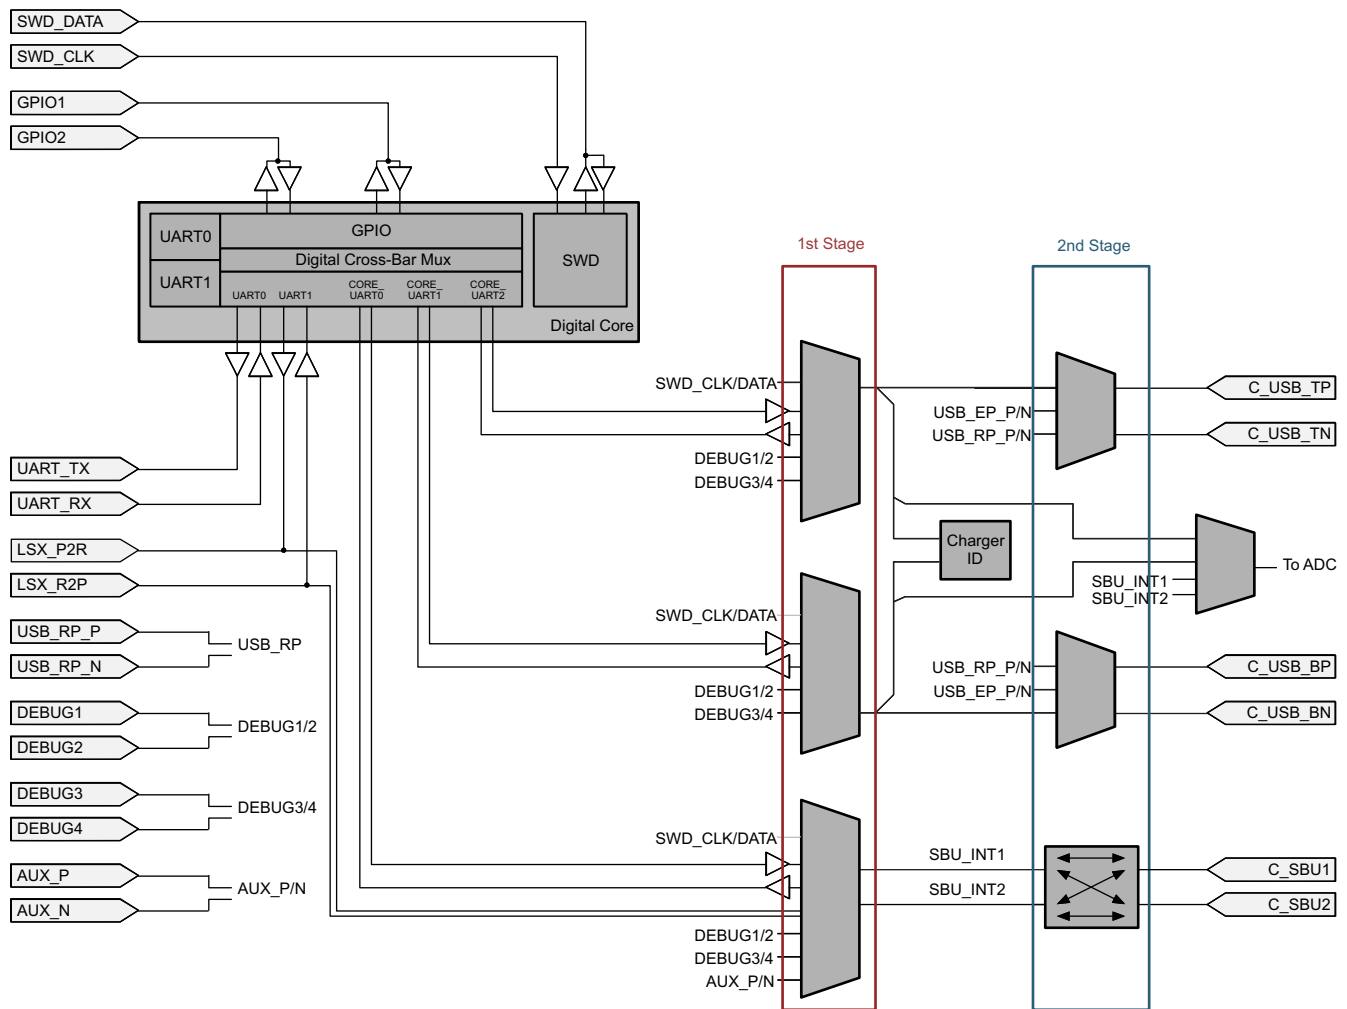 SWD_DATA
SWD_CLK
GPIO1
GPIO2
UART0
GPIO
Digital Cross-Bar Mux
UART1
UART0
UART1
CORE_
UART0
CORE_
UART1
CORE_
UART2
SWD
Digital Core
1st Stage
2nd Stage
SWD_CLK/DATA
DEBUG1/2
DEBUG3/4
USB_EP_P/N
USB_RP_P/N
C_USB_TP
C_USB_TN
UART_TX
UART_RX
LSX_P2R
LSX_R2P
Charger
ID
SBU_INT1
SBU_INT2
To ADC
USB_RP_P
USB_RP_N
USB_RP
SWD_CLK/DATA
DEBUG1/2
DEBUG3/4
USB_RP_P/N
USB_EP_P/N
C_USB_BP
C_USB_BN
DEBUG1
DEBUG2
DEBUG1/2
DEBUG3
DEBUG4
DEBUG3/4
AUX_P
AUX_N
AUX_P/N
SWD_CLK/DATA
DEBUG1/2
DEBUG3/4
AUX_P/N
SBU_INT1
SBU_INT2
C_SBU1
C_SBU2